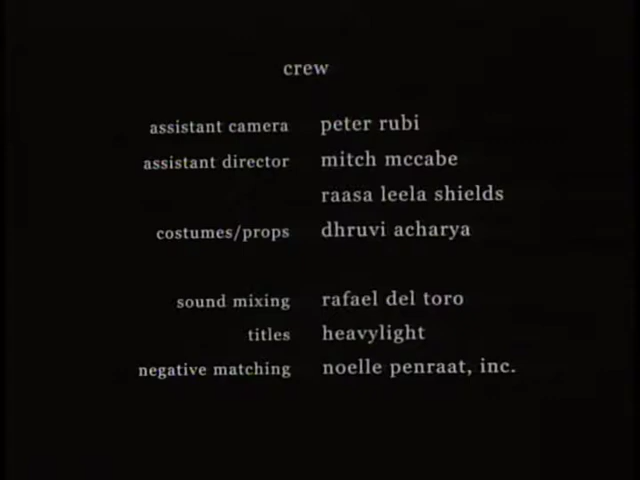 crew
assistant camera peter rubi
assistant director mitch mccabe
raasa leela shields
costumes/props dhruvi acharya
sound mixing rafael del toro
titles heavylight
negative matching noelle penraat, inc.